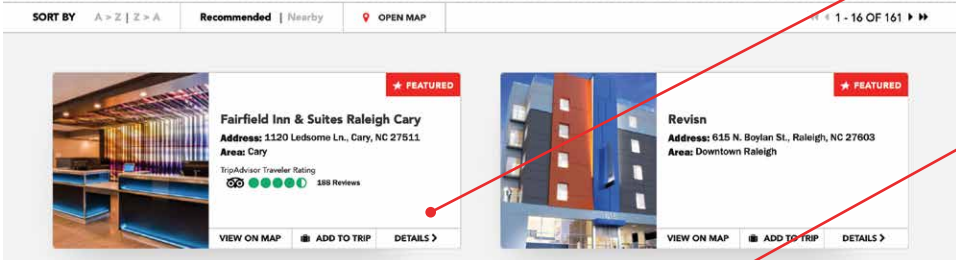 SORT BY A > Z | Z > A Recommended | Nearby OPEN MAP 1 - 16 OF 161
FEATURED
Fairfield Inn & Suites Raleigh Cary
Address: 1120 Ledsome Ln., Cary, NC 27511
Area: Cary
TripAdvisor Traveler Rating
188 Reviews
VIEW ON MAP ADD TO TRIP DETAILS >
FEATURED
Revisn
Address: 615 N. Boylan St., Raleigh, NC 27603
Area: Downtown Raleigh
VIEW ON MAP ADD TO TRIP DETAILS >